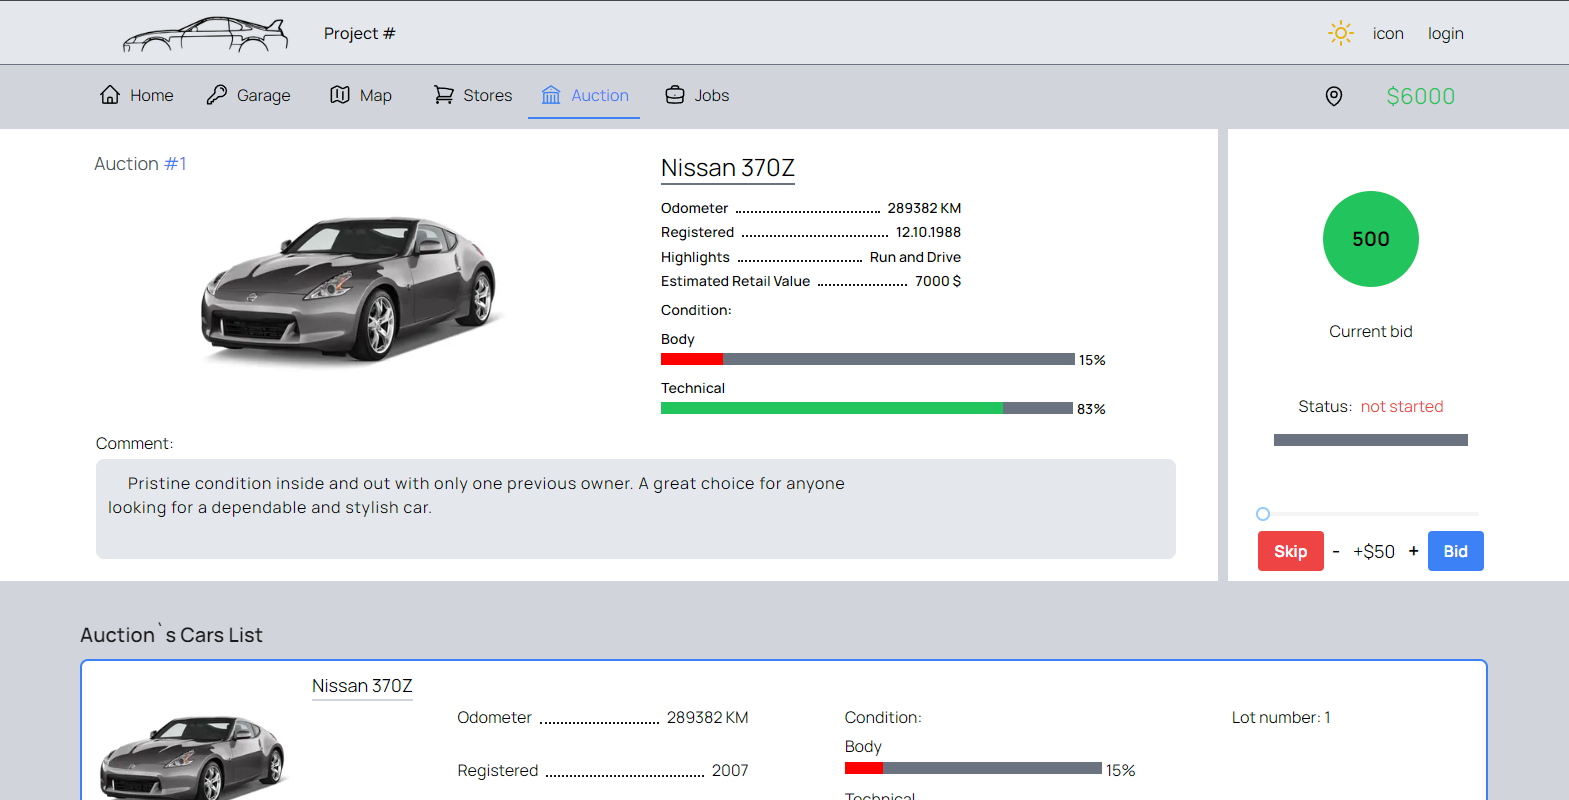 Project #
icon login
Home Garage Map Stores Auction Jobs
$6000
Auction #1
Nissan 370Z
Odometer 289382 KM
Registered 12.10.1988
Highlights Run and Drive
Estimated Retail Value 7000 $
Condition:
Body
15%
Technical
83%
Comment:
Pristine condition inside and out with only one previous owner. A great choice for anyone
looking for a dependable and stylish car.
500
Current bid
Status: not started
Skip - +$50 + Bid
Auction`s Cars List
Nissan 370Z
Odometer 289382 KM
Registered 2007
Condition:
Body
15%
Technical
Lot number: 1